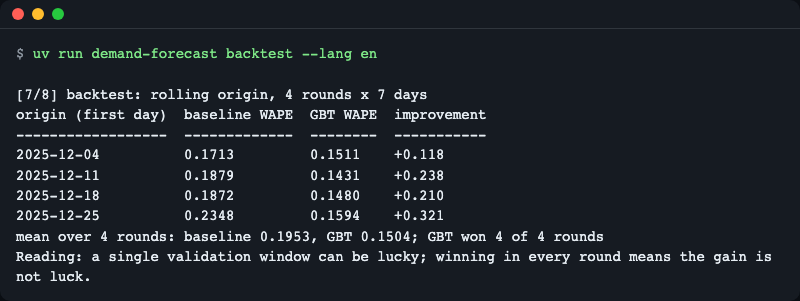 $ uv run demand-forecast backtest --lang en
[7/8] backtest: rolling origin, 4 rounds x 7 days
origin (first day)  baseline WAPE  GBT WAPE  improvement
------------------  -------------  --------  -----------
2025-12-04          0.1713         0.1511    +0.118
2025-12-11          0.1879         0.1431    +0.238
2025-12-18          0.1872         0.1480    +0.210
2025-12-25          0.2348         0.1594    +0.321
mean over 4 rounds: baseline 0.1953, GBT 0.1504; GBT won 4 of 4 rounds
Reading: a single validation window can be lucky; winning in every round means the gain is
not luck.